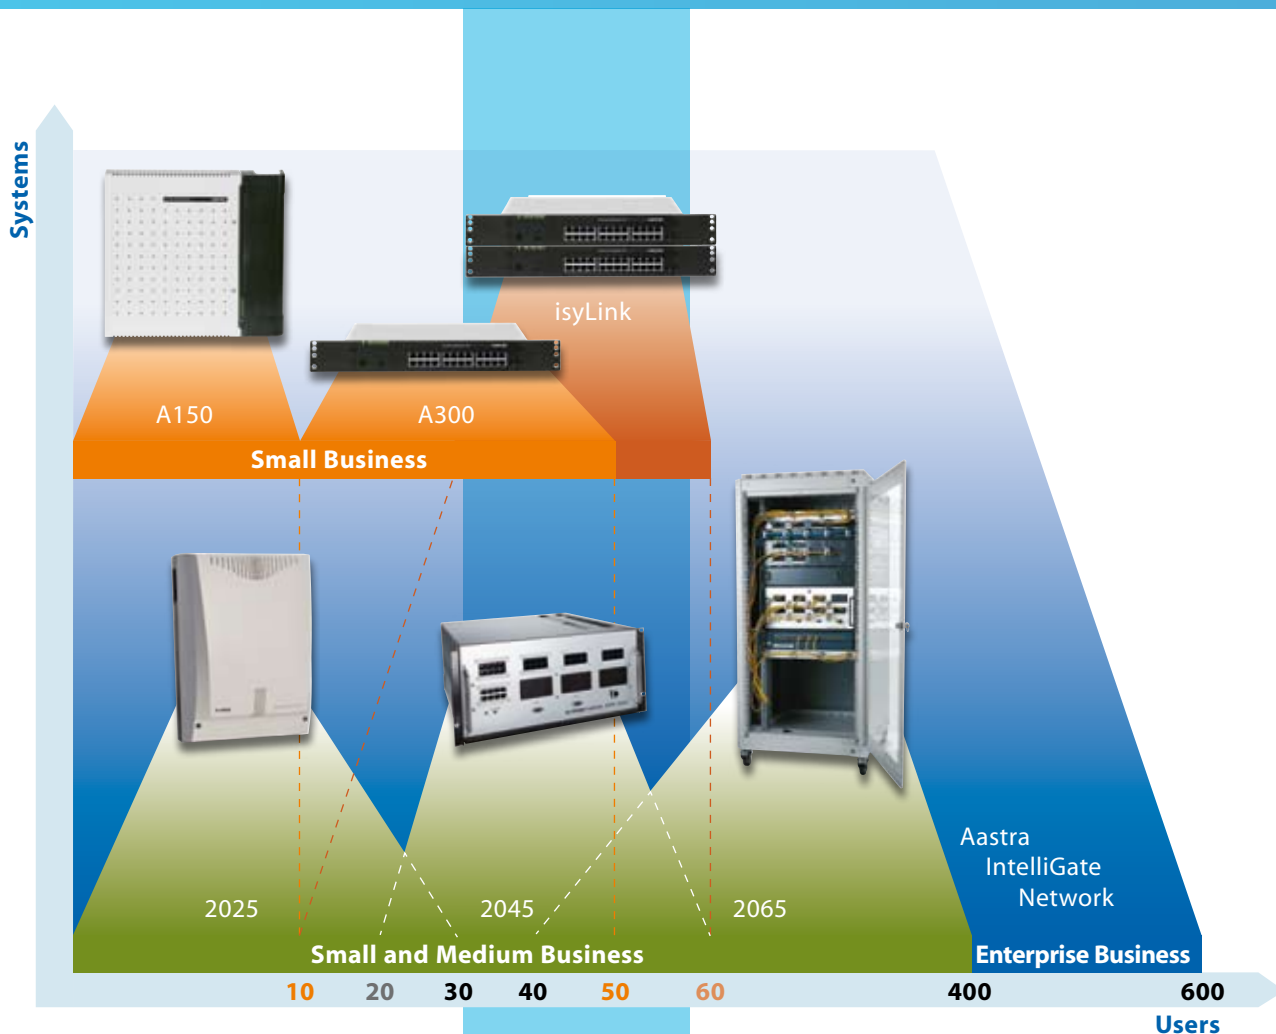 Systems
isyLink
A150
A300
Small Business
2025
2045
2065
Aastra
IntelliGate
Network
Small and Medium Business
Enterprise Business
10
20
30
40
50
60
400
600
Users